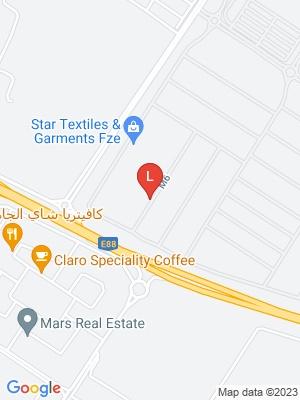 Star Textiles &
Garments Fze
L
M6
كافيتريا شاي الجا
E88
Claro Speciality Coffee
Mars Real Estate
Google
Map data ©2023